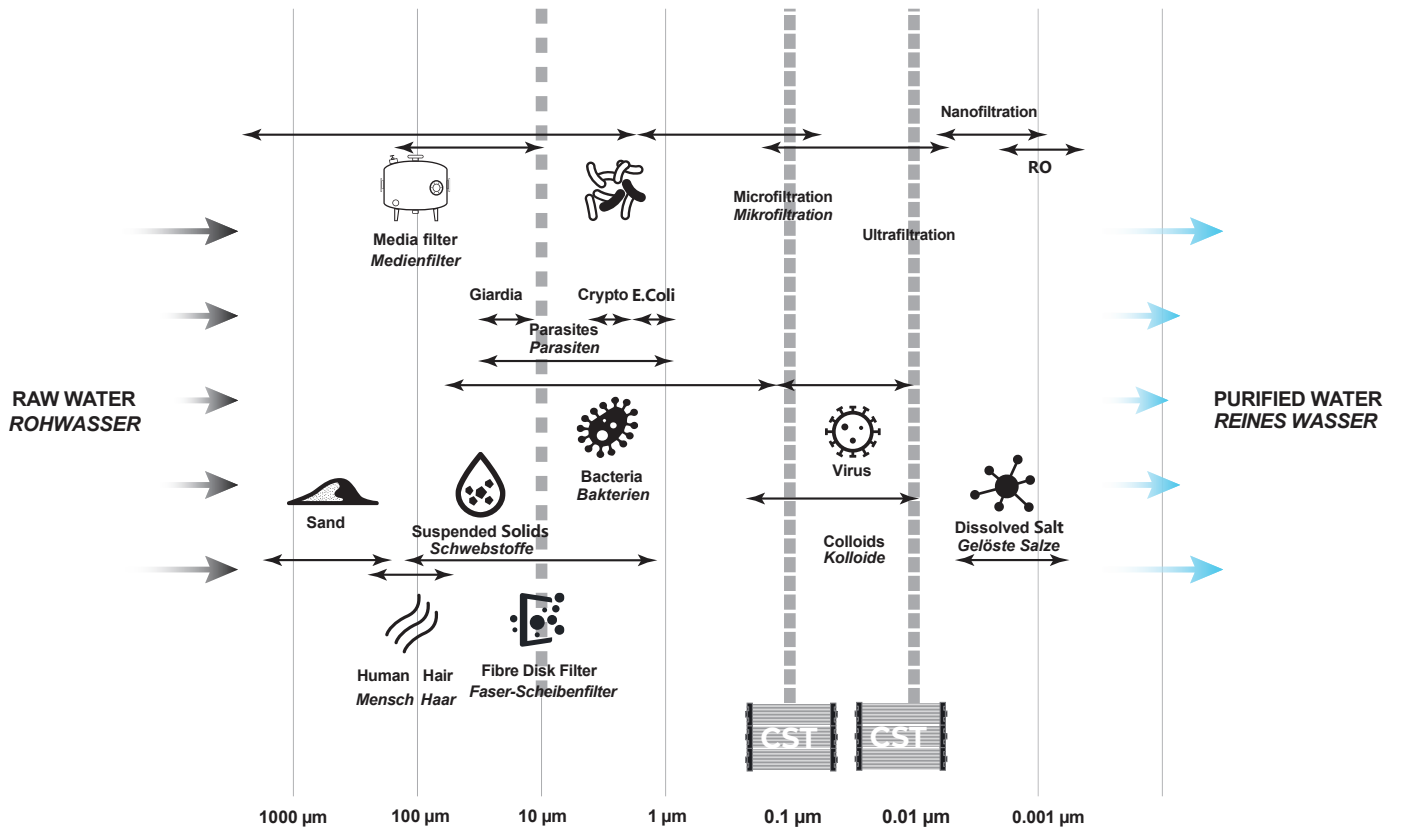 Nanofiltration
RO
Microfiltration
Mikrofiltration
Ultrafiltration
Media filter
Medienfilter
Giardia
Crypto
E.Coli
Parasites
Parasiten
RAW WATER
ROHWASSER
PURIFIED WATER
REINES WASSER
Bacteria
Bakterien
Virus
Sand
Suspended Solids
Schwebstoffe
Colloids
Kolloide
Dissolved Salt
Gelöste Salze
Human Hair
Mensch Haar
Fibre Disk Filter
Faser-Scheibenfilter
CST
CST
1000 µm
100 µm
10 µm
1 µm
0.1 µm
0.01 µm
0.001 µm